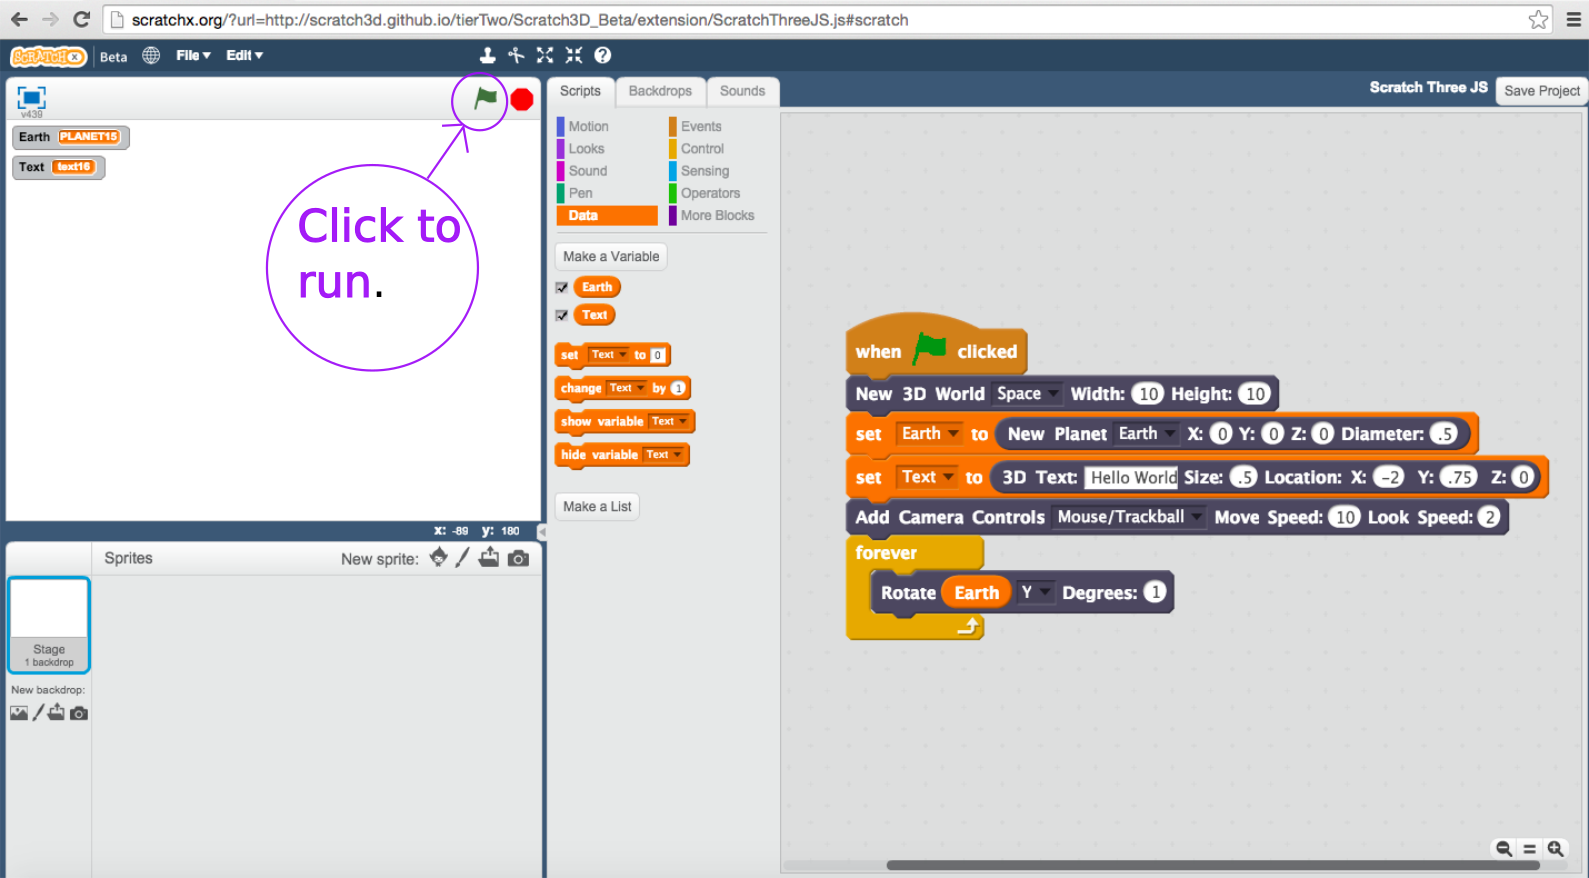 scratchx.org/?url=http://scratch3d.github.io/tierTwo/Scratch3D_Beta/extension/ScratchThreeJS.js#scratch
SCRATCH X Beta File Edit
v439
Scripts Backdrops Sounds
Scratch Three JS Save Project
Earth PLANET15
Text text16
Click to
run.
x: -89 y: 180
Sprites New sprite:
Stage
1 backdrop
New backdrop:
Motion Events
Looks Control
Sound Sensing
Pen Operators
Data More Blocks
Make a Variable
Earth
Text
set Text to 0
change Text by 1
show variable Text
hide variable Text
Make a List
when clicked
New 3D World Space Width: 10 Height: 10
set Earth to New Planet Earth X: 0 Y: 0 Z: 0 Diameter: .5
set Text to 3D Text: Hello World Size: .5 Location: X: -2 Y: .75 Z: 0
Add Camera Controls Mouse/Trackball Move Speed: 10 Look Speed: 2
forever
Rotate Earth Y Degrees: 1